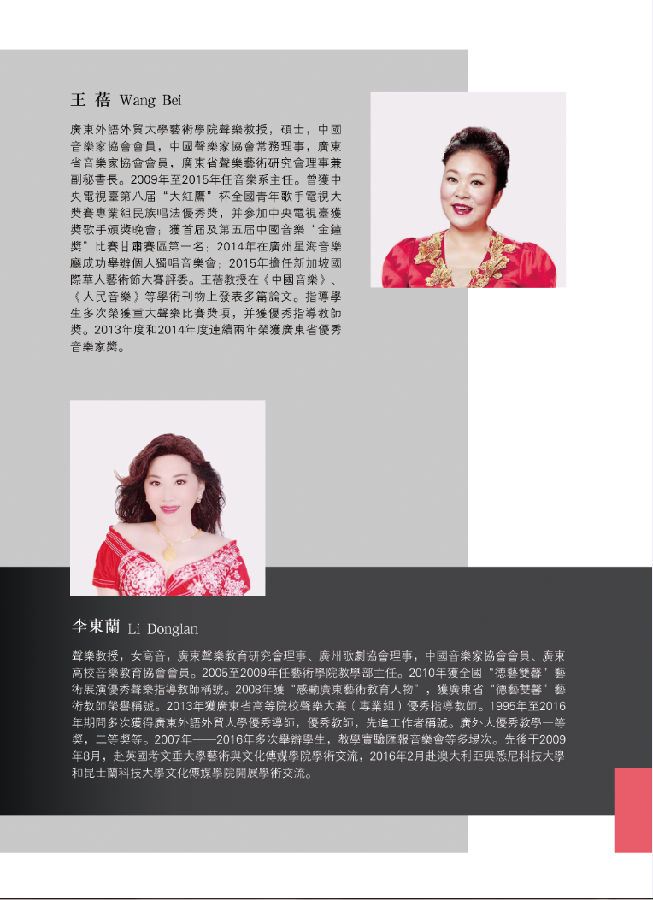 王 蓓 Wang Bei
廣東外語外貿大學藝術學院聲樂教授，碩士，中國
音樂家協會會員，中國聲樂家協會常務理事，廣東
省音樂家協會會員，廣東省聲樂藝術研究會理事兼
副秘書長。2009年至2015年任音樂系主任。曾獲中
央電視臺第八屆“大紅鷹”杯全國青年歌手電視大
獎賽專業組民族唱法優秀獎，并參加中央電視臺獲
獎歌手頒獎晚會；獲首屆及第五屆中國音樂‘金鐘
獎”比賽甘肅賽區第一名；2014年在廣州星海音樂
廳成功舉辦個人獨唱音樂會；2015年擔任新加坡國
際華人藝術節大賽評委。王蓓教授在《中國音樂》、
《人民音樂》等學術刊物上發表多篇論文。指導學
生多次榮獲重大聲樂比賽獎項，并獲優秀指導教師
獎。2013年度和2014年度連續兩年榮獲廣東省優秀
音樂家獎。
李東蘭 Li Donglan
聲樂教授，女高音，廣東聲樂教育研究會理事、廣州歌劇協會理事，中國音樂家協會會員、廣東
高校音樂教育協會會員。2005至2009年任藝術學院教學部主任。2010年獲全國“德藝雙馨”藝
術展演優秀聲樂指導教師稱號。2008年獲“感動廣東藝術教育人物”，獲廣東省“德藝雙馨”藝
術教師榮譽稱號。2013年獲廣東省高等院校聲樂大賽（專業組）優秀指導教師。1995年至2016
年期間多次獲得廣東外語外貿大學優秀導師，優秀教師，先進工作者稱號。廣外大優秀教學一等
獎，二等獎等。2007年——2016年多次舉辦學生，教學實驗匯報音樂會等多場次。先後于2009
年8月，赴英國考文垂大學藝術與文化傳媒學院學術交流；2016年2月赴澳大利亞與悉尼科技大學
和昆士蘭科技大學文化傳媒學院開展學術交流。